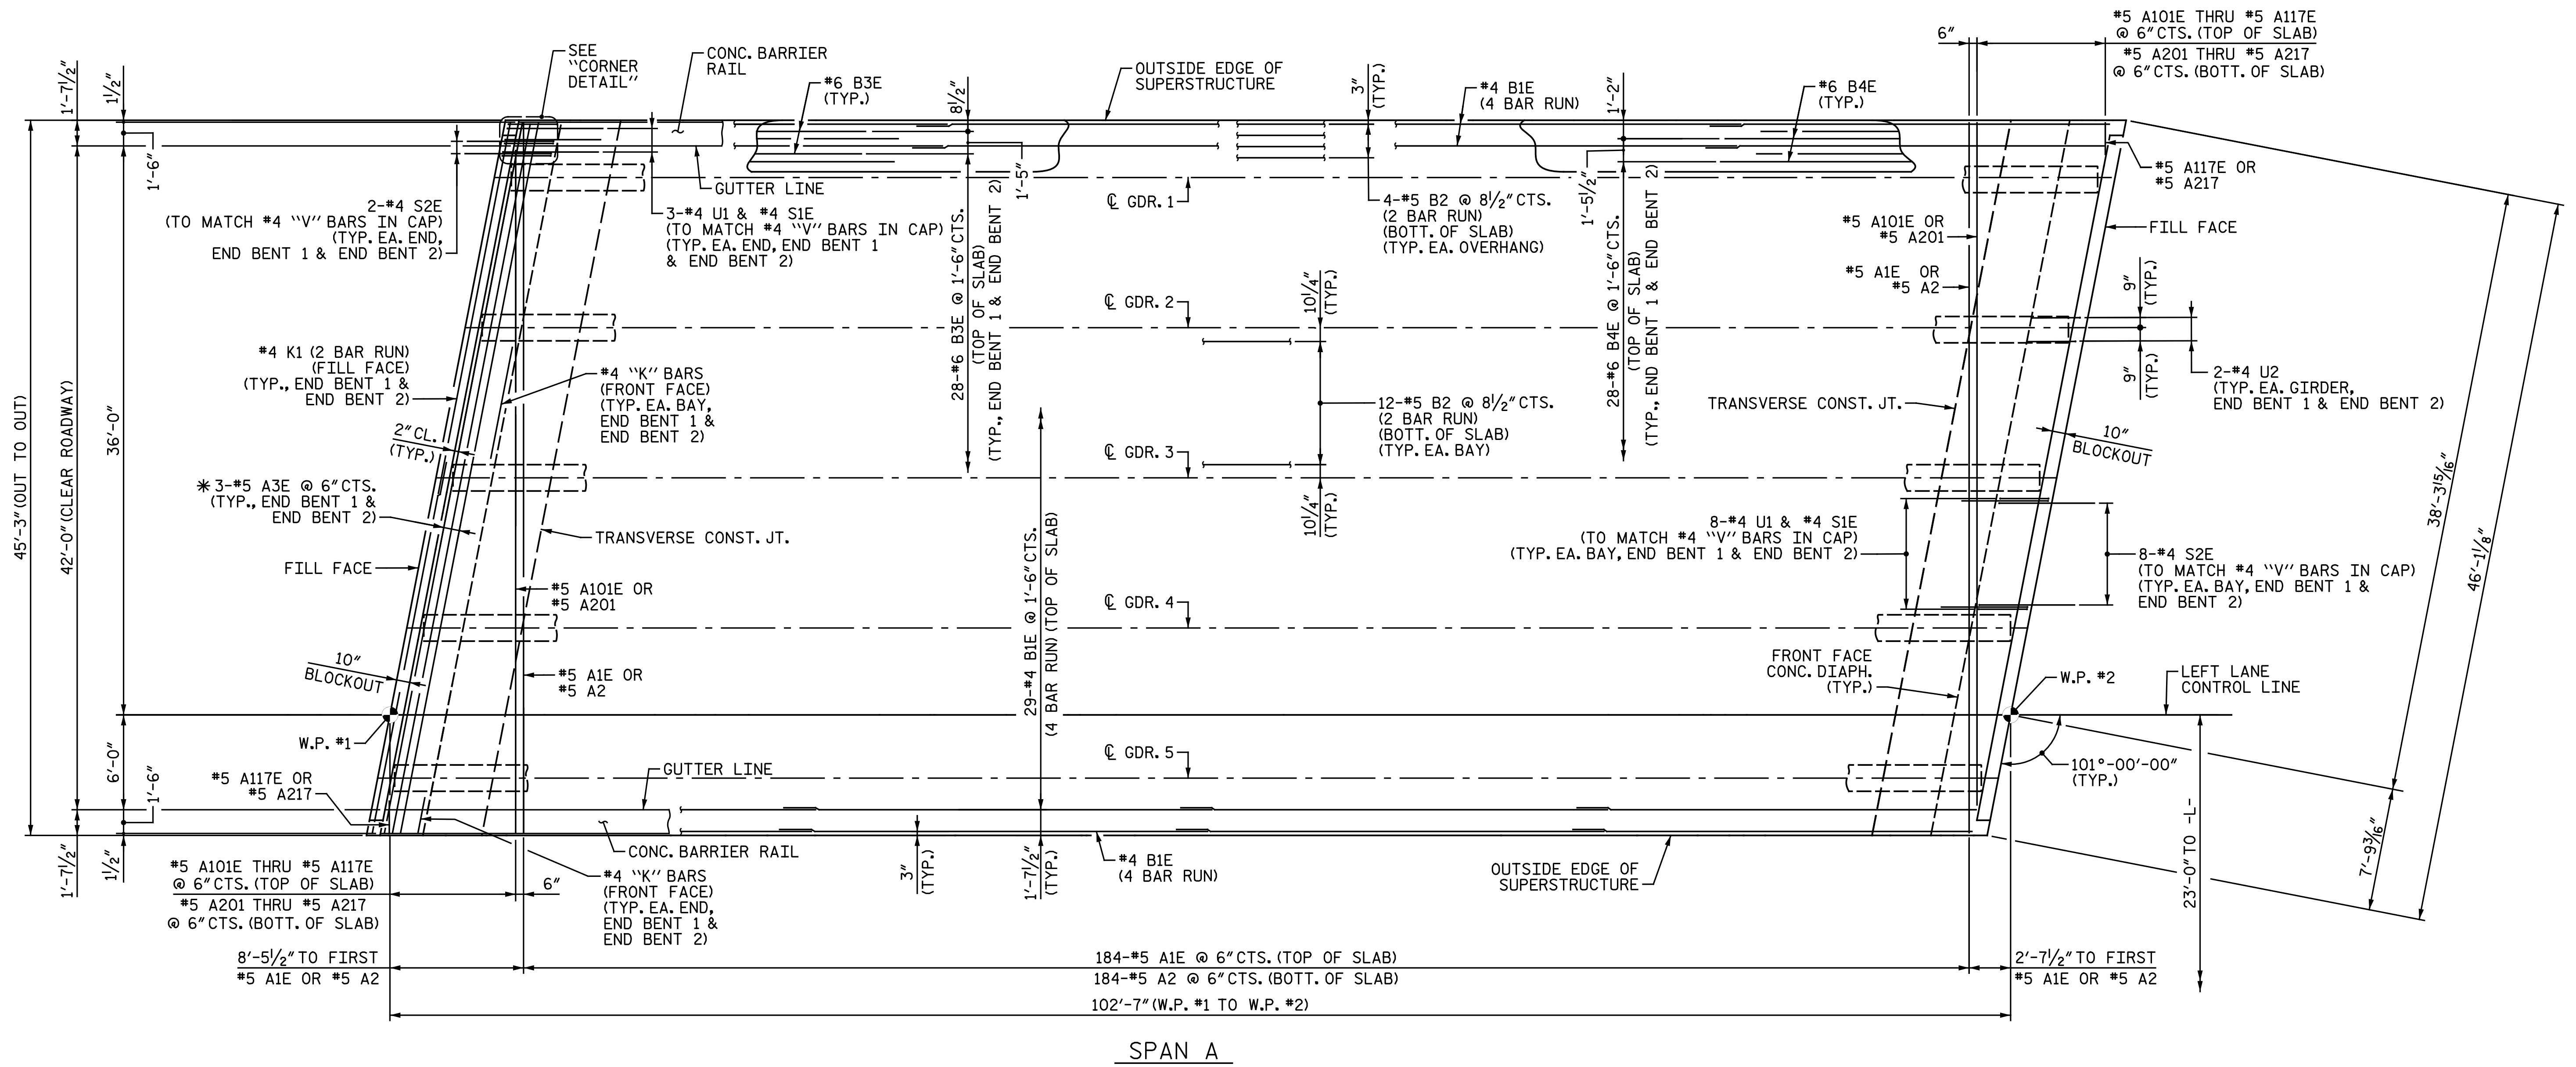 #5 A101E THRU #5 A117E
@ 6" CTS. (TOP OF SLAB)
#5 A201 THRU #5 A217
@ 6" CTS. (BOTT. OF SLAB)
6"
SEE
“CORNER
DETAIL”
CONC. BARRIER
RAIL
#6 B3E
(TYP.)
8½"
OUTSIDE EDGE OF
SUPERSTRUCTURE
3"
(TYP.)
#4 B1E
(4 BAR RUN)
1'-2"
#6 B4E
(TYP.)
1'-7½"
1½"
1'-6"
GUTTER LINE
1'-5"
1'-5½"
#5 A117E OR
#5 A217
2-#4 S2E
(TO MATCH #4 “V” BARS IN CAP)
(TYP. EA. END,
END BENT 1 & END BENT 2)
3-#4 U1 & #4 S1E
(TO MATCH #4 “V” BARS IN CAP)
(TYP. EA. END, END BENT 1
& END BENT 2)
℄ GDR. 1
4-#5 B2 @ 8½" CTS.
(2 BAR RUN)
(BOTT. OF SLAB)
(TYP. EA. OVERHANG)
#5 A101E OR
#5 A201
FILL FACE
28-#6 B3E @ 1'-6" CTS.
(TOP OF SLAB)
(TYP., END BENT 1 & END BENT 2)
28-#6 B4E @ 1'-6" CTS.
(TOP OF SLAB)
(TYP., END BENT 1 & END BENT 2)
#5 A1E OR
#5 A2
℄ GDR. 2
10¼"
(TYP.)
9"
(TYP.)
9"
(TYP.)
2-#4 U2
(TYP. EA. GIRDER,
END BENT 1 & END BENT 2)
45'-3" (OUT TO OUT)
42'-0" (CLEAR ROADWAY)
36'-0"
#4 K1 (2 BAR RUN)
(FILL FACE)
(TYP., END BENT 1 &
END BENT 2)
#4 “K” BARS
(FRONT FACE)
(TYP. EA. BAY,
END BENT 1 &
END BENT 2)
2" CL.
(TYP.)
12-#5 B2 @ 8½" CTS.
(2 BAR RUN)
(BOTT. OF SLAB)
(TYP. EA. BAY)
TRANSVERSE CONST. JT.
10"
BLOCKOUT
℄ GDR. 3
10¼"
(TYP.)
38'-3¹⁵⁄₁₆"
46'-1⅛"
✳ 3-#5 A3E @ 6" CTS.
(TYP., END BENT 1 &
END BENT 2)
TRANSVERSE CONST. JT.
FILL FACE
8-#4 U1 & #4 S1E
(TO MATCH #4 “V” BARS IN CAP)
(TYP. EA. BAY, END BENT 1 & END BENT 2)
8-#4 S2E
(TO MATCH #4 “V” BARS IN CAP)
(TYP. EA. BAY, END BENT 1 &
END BENT 2)
#5 A101E OR
#5 A201
29-#4 B1E @ 1'-6" CTS.
(4 BAR RUN) (TOP OF SLAB)
℄ GDR. 4
10"
BLOCKOUT
#5 A1E OR
#5 A2
FRONT FACE
CONC. DIAPH.
(TYP.)
W.P. #2
LEFT LANE
CONTROL LINE
W.P. #1
6'-0"
1'-6"
#5 A117E OR
#5 A217
GUTTER LINE
℄ GDR. 5
101°-00'-00"
(TYP.)
23'-0" TO -L-
7'-9³⁄₁₆"
1'-7½"
1½"
CONC. BARRIER RAIL
3"
(TYP.)
1'-7½"
(TYP.)
#4 B1E
(4 BAR RUN)
OUTSIDE EDGE OF
SUPERSTRUCTURE
#5 A101E THRU #5 A117E
@ 6" CTS. (TOP OF SLAB)
#5 A201 THRU #5 A217
@ 6" CTS. (BOTT. OF SLAB)
6"
#4 “K” BARS
(FRONT FACE)
(TYP. EA. END,
END BENT 1 &
END BENT 2)
8'-5½" TO FIRST
#5 A1E OR #5 A2
184-#5 A1E @ 6" CTS. (TOP OF SLAB)
184-#5 A2 @ 6" CTS. (BOTT. OF SLAB)
2'-7½" TO FIRST
#5 A1E OR #5 A2
102'-7" (W.P. #1 TO W.P. #2)
SPAN A